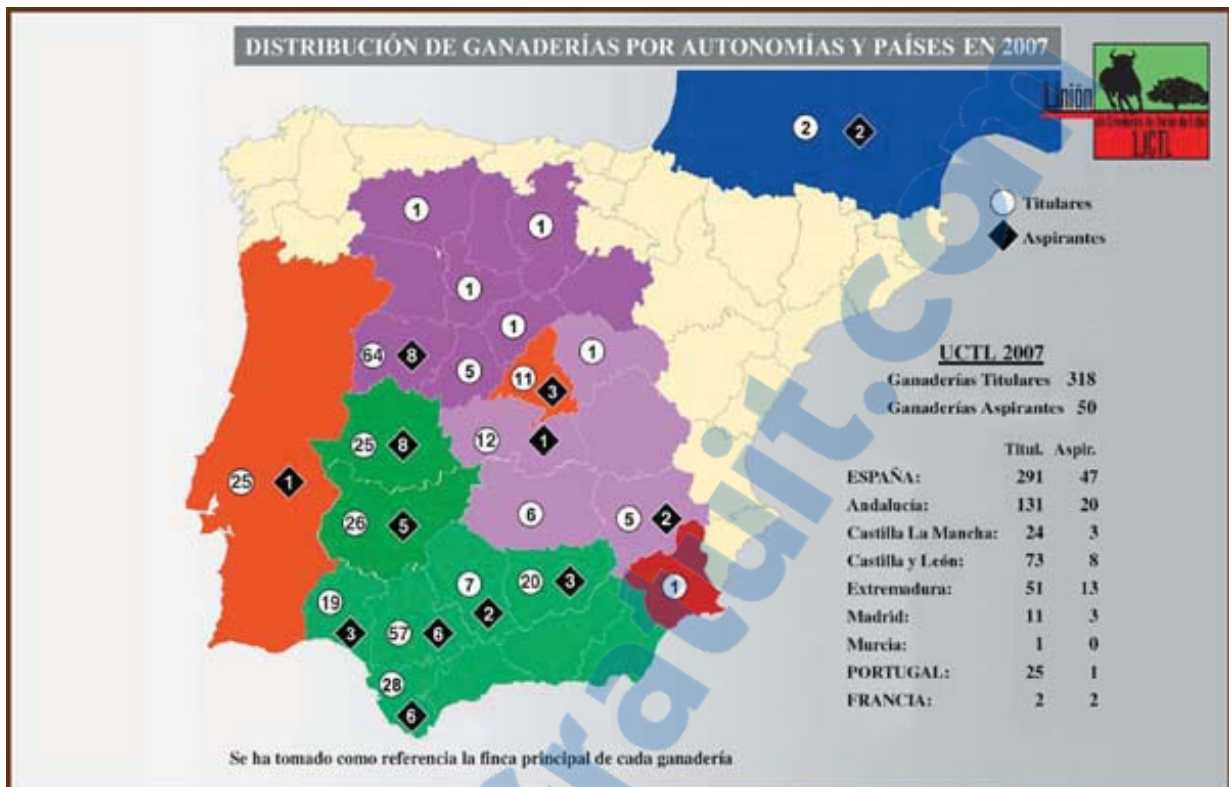 DISTRIBUCIÓN DE GANADERÍAS POR AUTONOMÍAS Y PAÍSES EN 2007
Unión
UCTL
2 2
Titulares
Aspirantes
1 1
1
1 1
64 8 5 11 3
25 8 12 1
25 1
26 5 6 5 2
7 20 3 1
19 2
3 57 6
28
6
UCTL 2007
Ganaderías Titulares 318
Ganaderías Aspirantes 50
Titul. Aspir.
ESPAÑA: 291 47
Andalucía: 131 20
Castilla La Mancha: 24 3
Castilla y León: 73 8
Extremadura: 51 13
Madrid: 11 3
Murcia: 1 0
PORTUGAL: 25 1
FRANCIA: 2 2
Se ha tomado como referencia la finca principal de cada ganadería